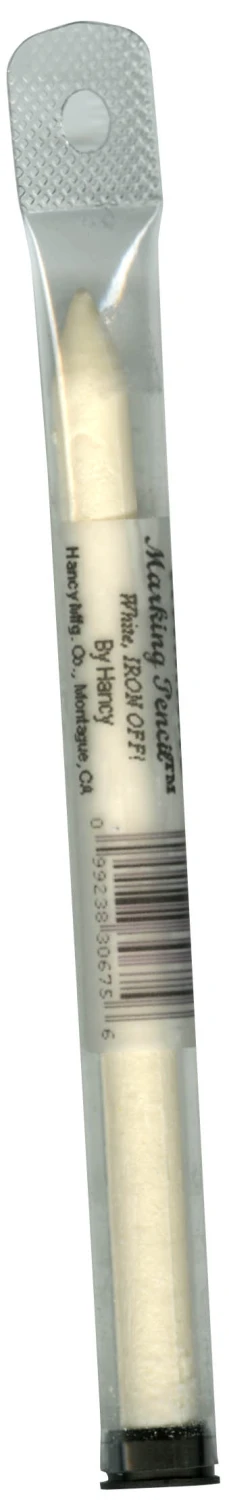 Marking Pencil™
White, IRON OFF!
By Hancy
Hancy Mfg. Co., Montague, CA
0 99238 30675 6